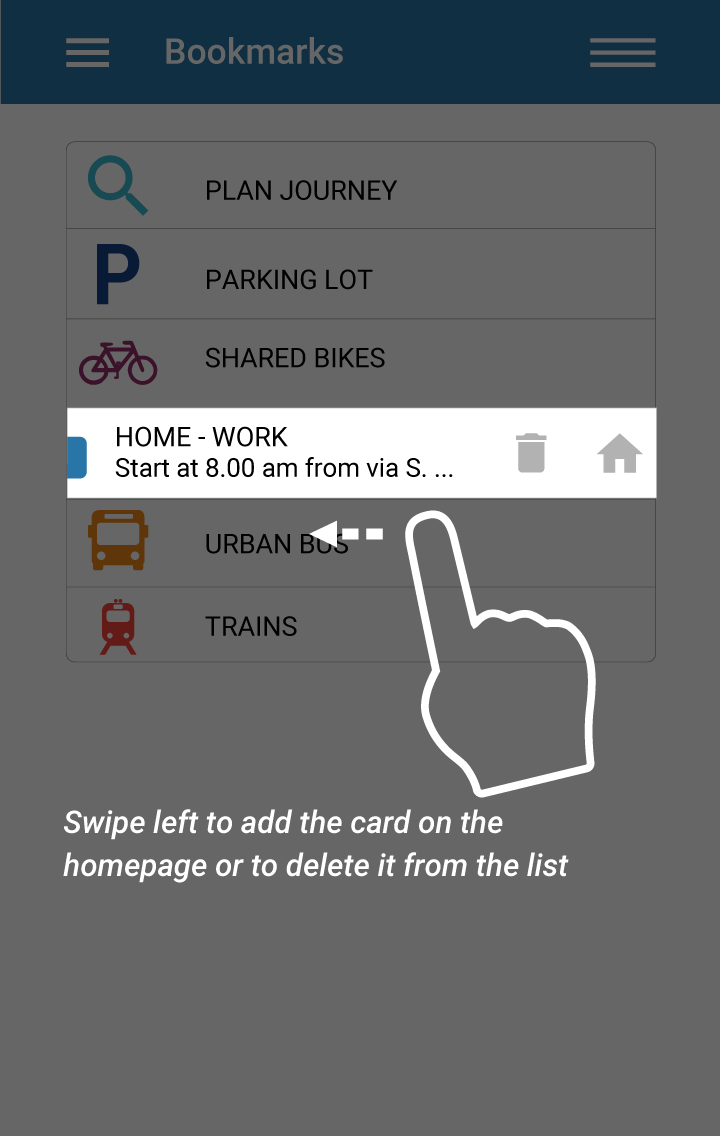 Bookmarks
PLAN JOURNEY
P
PARKING LOT
SHARED BIKES
HOME - WORK
Start at 8.00 am from via S. ...
URBAN BUS
TRAINS
Swipe left to add the card on the
homepage or to delete it from the list